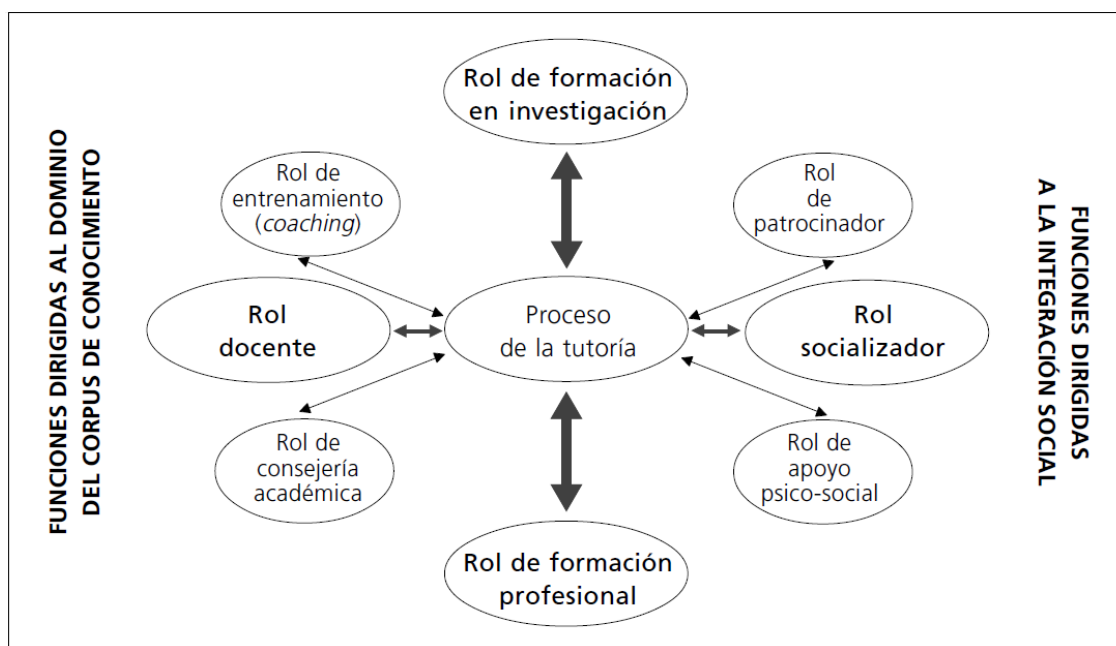 Rol de formación
en investigación
FUNCIONES DIRIGIDAS AL DOMINIO
DEL CORPUS DE CONOCIMIENTO
Rol de
entrenamiento
(coaching)
Rol
de
patrocinador
FUNCIONES DIRIGIDAS
A LA INTEGRACIÓN SOCIAL
Rol
docente
Proceso
de la tutoría
Rol
socializador
Rol de
consejería
académica
Rol de
apoyo
psico-social
Rol de formación
profesional